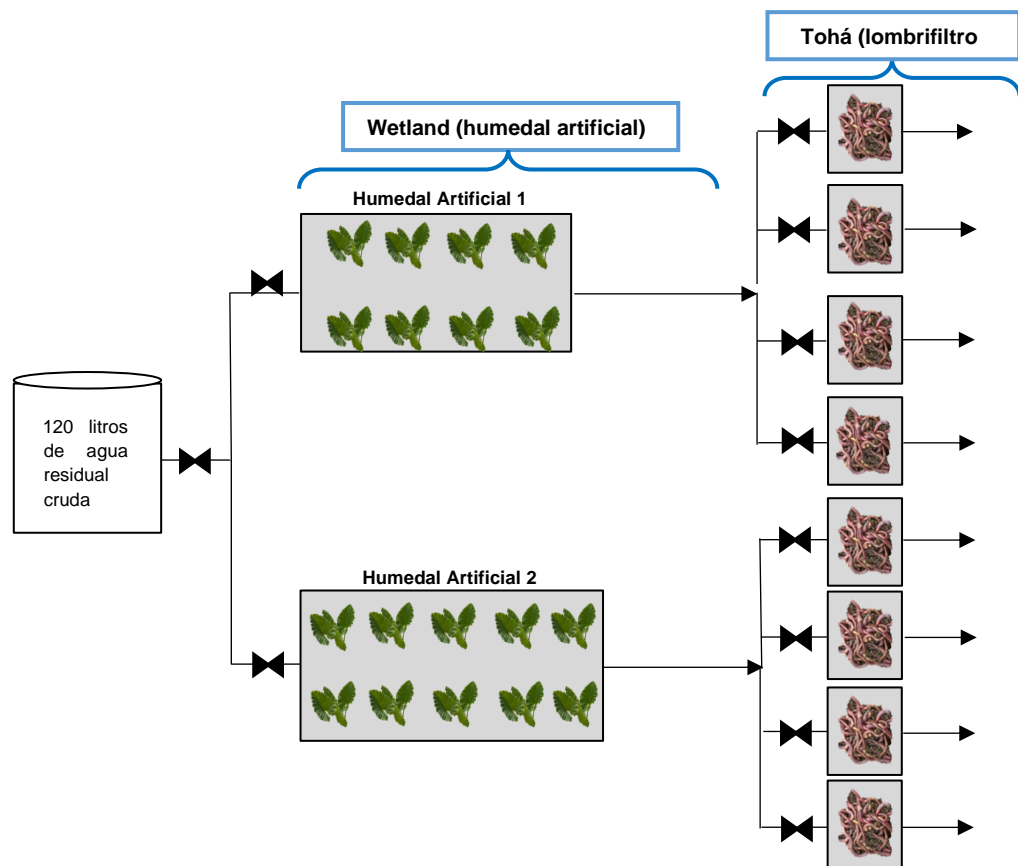 Tohá (lombrifiltro
Wetland (humedal artificial)
Humedal Artificial 1
120 litros
de agua
residual
cruda
Humedal Artificial 2